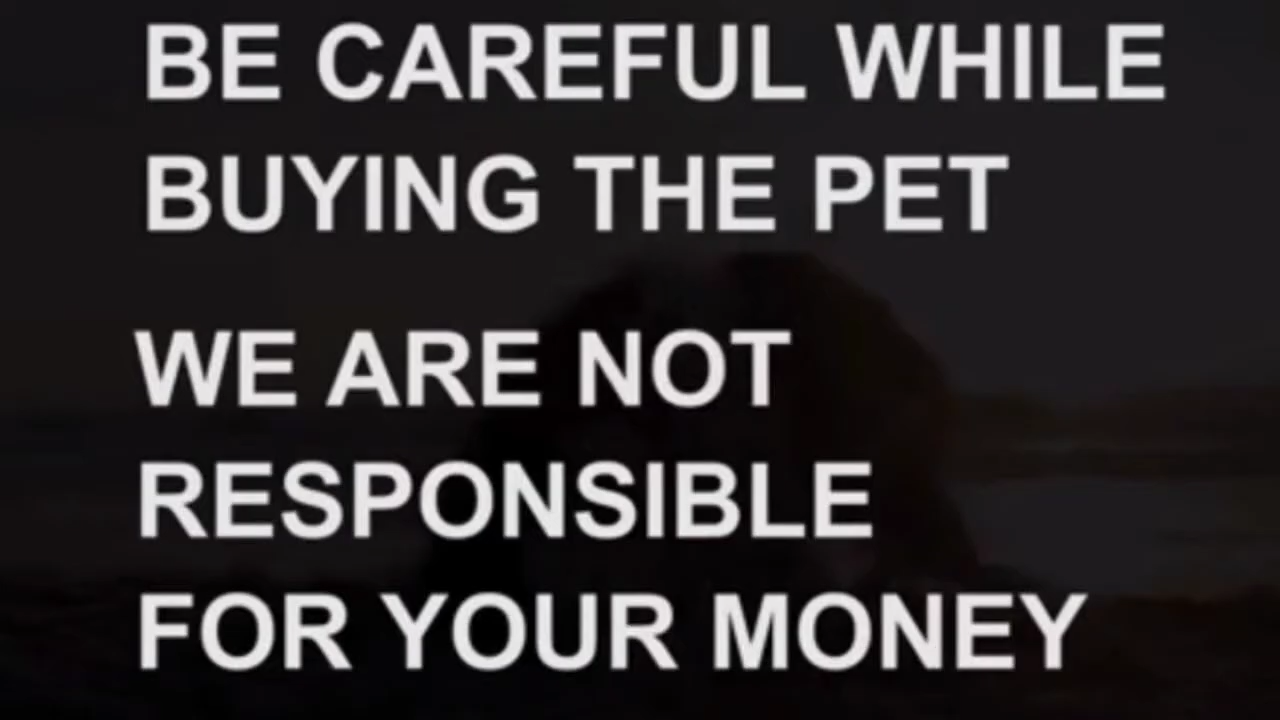 BE CAREFUL WHILE
BUYING THE PET
WE ARE NOT
RESPONSIBLE
FOR YOUR MONEY